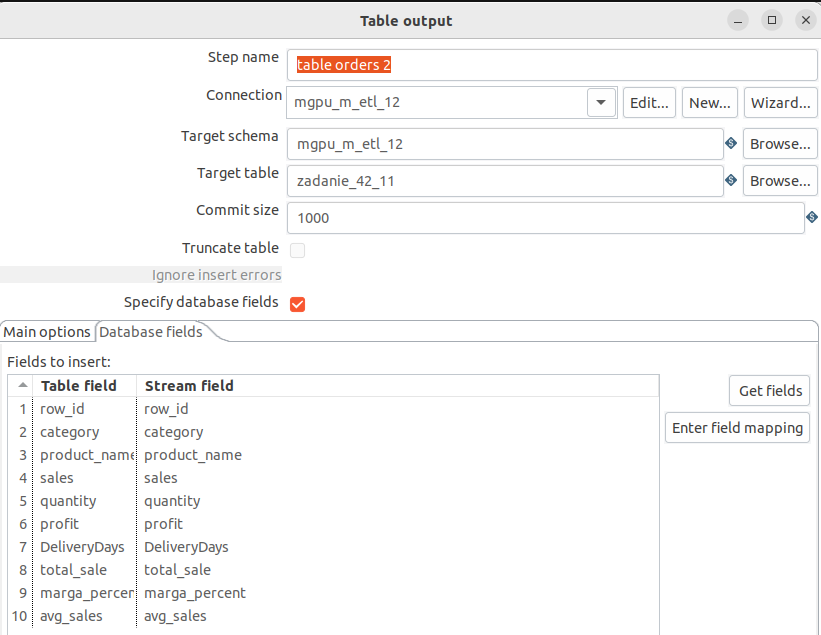 Table output
Step name table orders 2
Connection mgpu_m_etl_12 Edit... New... Wizard...
Target schema mgpu_m_etl_12 Browse...
Target table zadanie_42_11 Browse...
Commit size 1000
Truncate table
Ignore insert errors
Specify database fields
Main options Database fields
Fields to insert:
Table field Stream field Get fields
1 row_id row_id
2 category category Enter field mapping
3 product_name product_name
4 sales sales
5 quantity quantity
6 profit profit
7 DeliveryDays DeliveryDays
8 total_sale total_sale
9 marga_percen marga_percent
10 avg_sales avg_sales